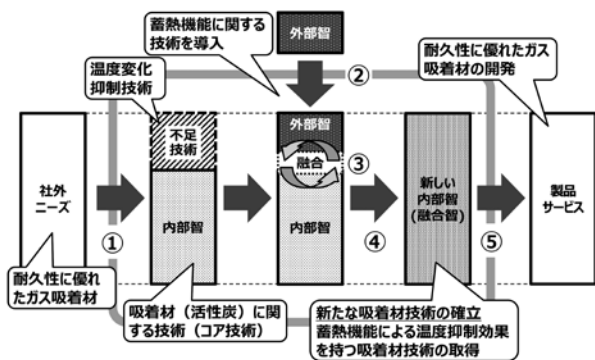 蓄熱機能に関する
技術を導入
外部智
②
耐久性に優れたガス
吸着材の開発
温度変化
抑制技術
不足
技術
外部智
融合
③
社外
ニーズ
①
内部智
内部智
④
新しい
内部智
(融合智)
⑤
製品
サービス
耐久性に優れ
たガス吸着材
吸着材（活性炭）に関
する技術（コア技術）
新たな吸着材技術の確立
蓄熱機能による温度抑制効果
を持つ吸着材技術の取得